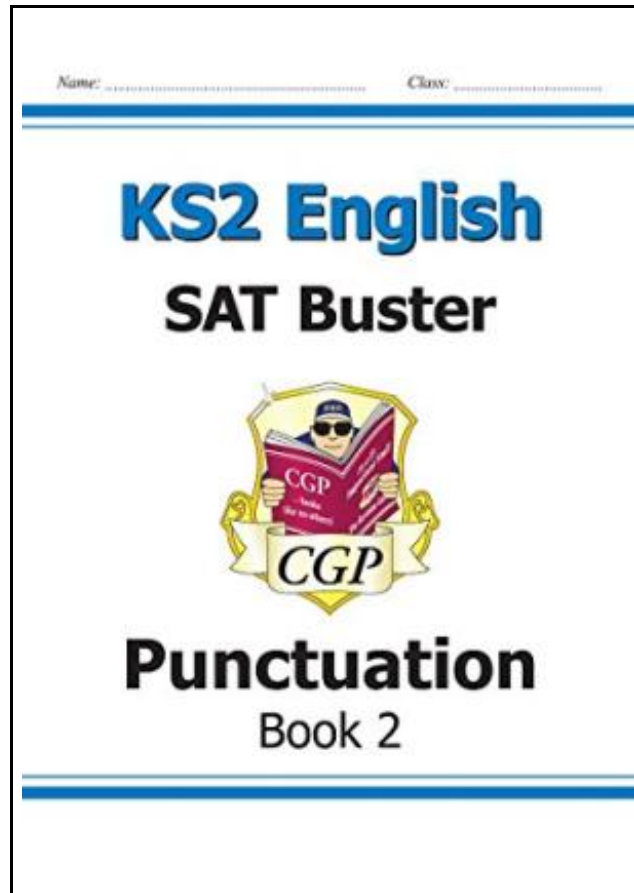 Name: ........................ Class: ........................
KS2 English
SAT Buster
CGP
CGP
Punctuation
Book 2